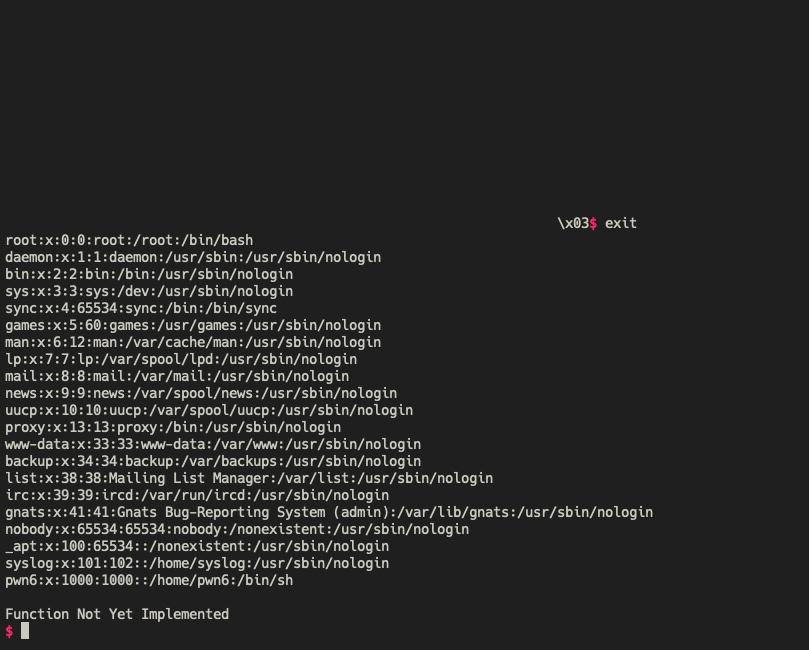 \x03$ exit
root:x:0:0:root:/root:/bin/bash
daemon:x:1:1:daemon:/usr/sbin:/usr/sbin/nologin
bin:x:2:2:bin:/bin:/usr/sbin/nologin
sys:x:3:3:sys:/dev:/usr/sbin/nologin
sync:x:4:65534:sync:/bin:/bin/sync
games:x:5:60:games:/usr/games:/usr/sbin/nologin
man:x:6:12:man:/var/cache/man:/usr/sbin/nologin
lp:x:7:7:lp:/var/spool/lpd:/usr/sbin/nologin
mail:x:8:8:mail:/var/mail:/usr/sbin/nologin
news:x:9:9:news:/var/spool/news:/usr/sbin/nologin
uucp:x:10:10:uucp:/var/spool/uucp:/usr/sbin/nologin
proxy:x:13:13:proxy:/bin:/usr/sbin/nologin
www-data:x:33:33:www-data:/var/www:/usr/sbin/nologin
backup:x:34:34:backup:/var/backups:/usr/sbin/nologin
list:x:38:38:Mailing List Manager:/var/list:/usr/sbin/nologin
irc:x:39:39:ircd:/var/run/ircd:/usr/sbin/nologin
gnats:x:41:41:Gnats Bug-Reporting System (admin):/var/lib/gnats:/usr/sbin/nologin
nobody:x:65534:65534:nobody:/nonexistent:/usr/sbin/nologin
_apt:x:100:65534::/nonexistent:/usr/sbin/nologin
syslog:x:101:102::/home/syslog:/usr/sbin/nologin
pwn6:x:1000:1000::/home/pwn6:/bin/sh
Function Not Yet Implemented
$